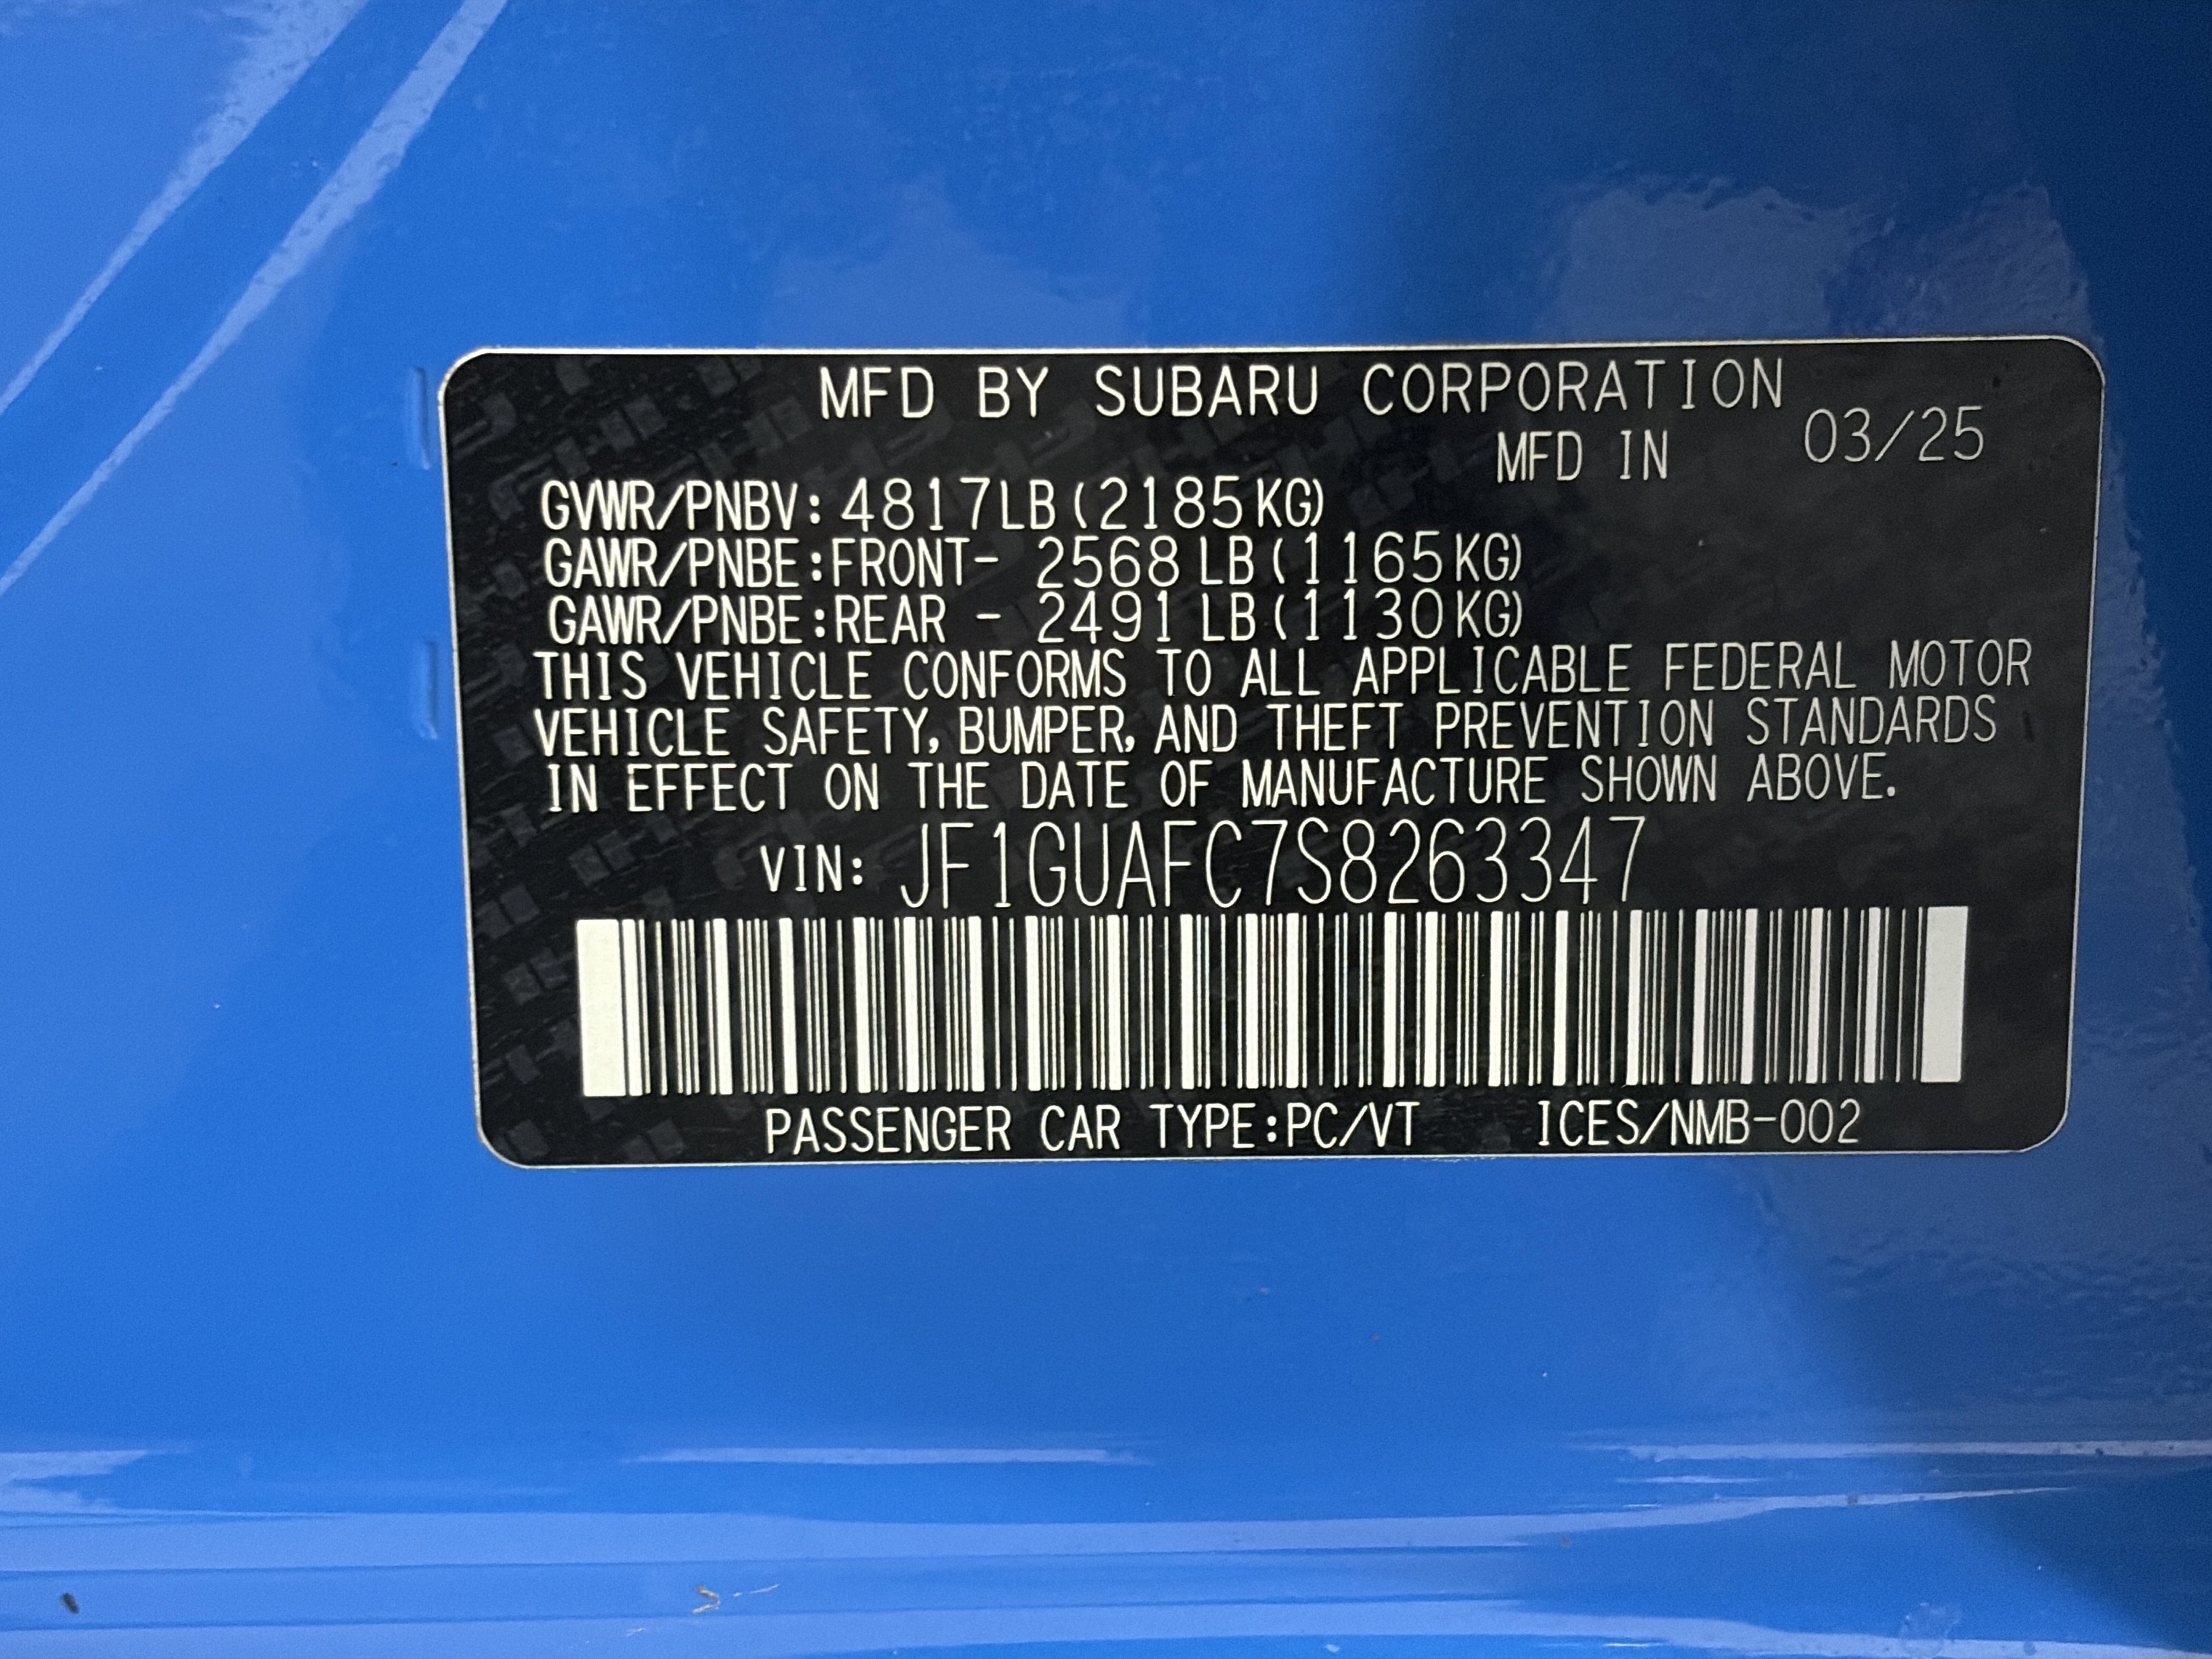 MFD BY SUBARU CORPORATION
MFD IN 03/25
GVWR/PNBV: 4817LB (2185KG)
GAWR/PNBE:FRONT- 2568 LB (1165KG)
GAWR/PNBE:REAR - 2491 LB (1130KG)
THIS VEHICLE CONFORMS TO ALL APPLICABLE FEDERAL MOTOR
VEHICLE SAFETY, BUMPER, AND THEFT PREVENTION STANDARDS
IN EFFECT ON THE DATE OF MANUFACTURE SHOWN ABOVE.
VIN: JF1GUAFC7S8263347
PASSENGER CAR TYPE:PC/VT ICES/NMB-002